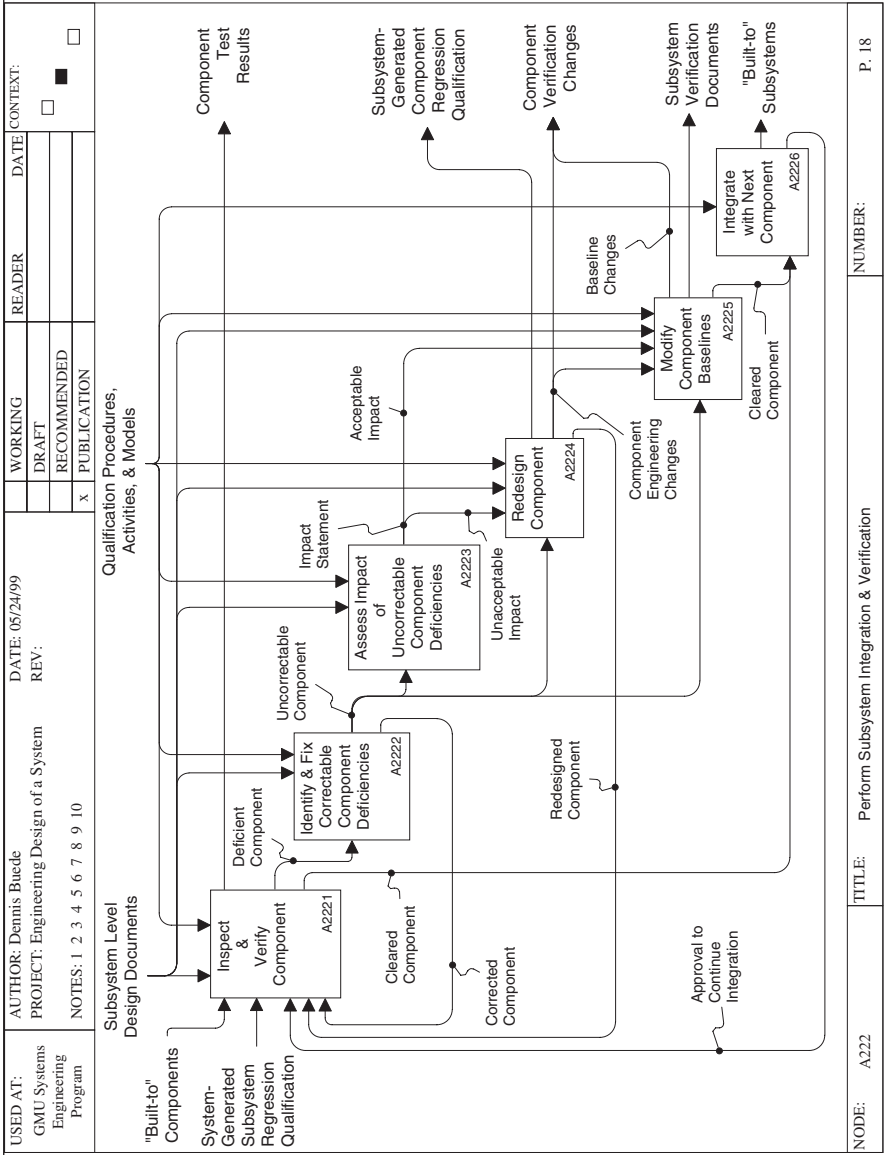 USED AT:
GMU Systems
Engineering
Program
AUTHOR: Dennis Buede
PROJECT: Engineering Design of a System
NOTES: 1 2 3 4 5 6 7 8 9 10
DATE: 05/24/99
REV:
WORKING
DRAFT
RECOMMENDED
x PUBLICATION
READER
DATE
CONTEXT:
Subsystem Level
Design Documents
Qualification Procedures,
Activities, & Models
"Built-to"
Components
System-
Generated
Subsystem
Regression
Qualification
Inspect
&
Verify
Component
A2221
Deficient
Component
Cleared
Component
Corrected
Component
Identify & Fix
Correctable
Component
Deficiencies
A2222
Uncorrectable
Component
Assess Impact
of
Uncorrectable
Component
Deficiencies
A2223
Impact
Statement
Unacceptable
Impact
Acceptable
Impact
Redesign
Component
A2224
Redesigned
Component
Component
Engineering
Changes
Modify
Component
Baselines
A2225
Baseline
Changes
Cleared
Component
Integrate
with Next
Component
A2226
Approval to
Continue
Integration
Component
Test
Results
Subsystem-
Generated
Component
Regression
Qualification
Component
Verification
Changes
Subsystem
Verification
Documents
"Built-to"
Subsystems
NODE: A222
TITLE: Perform Subsystem Integration & Verification
NUMBER: P. 18